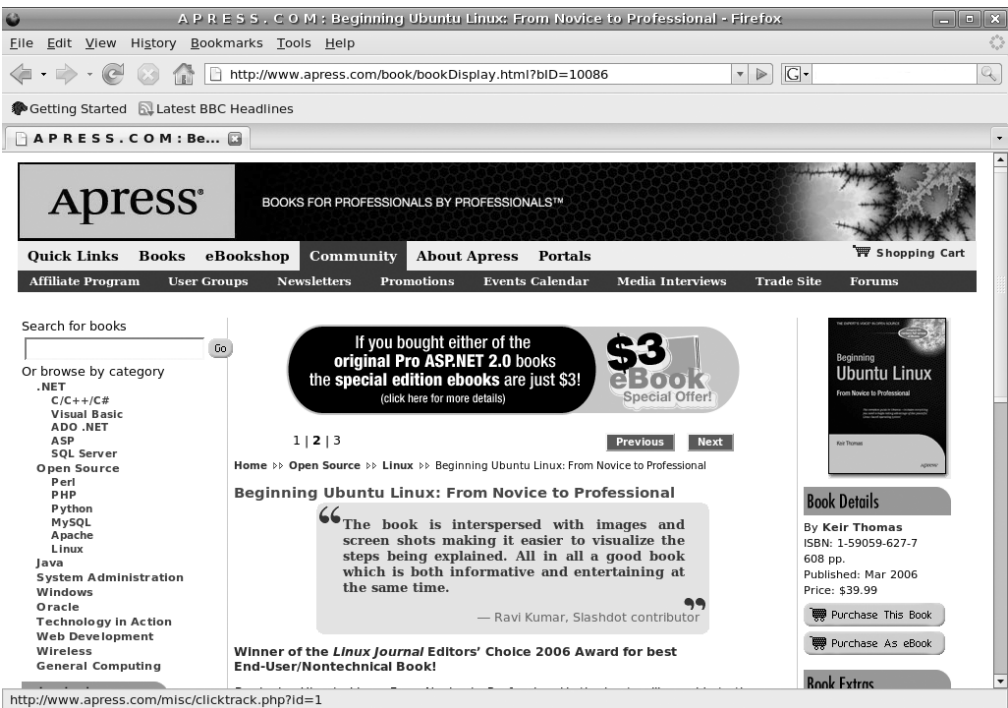 A P R E S S . C O M : Beginning Ubuntu Linux: From Novice to Professional - Firefox
File Edit View History Bookmarks Tools Help
http://www.apress.com/book/bookDisplay.html?bID=10086
G
Getting Started Latest BBC Headlines
A P R E S S . C O M : Be...
Apress®
BOOKS FOR PROFESSIONALS BY PROFESSIONALS™
Quick Links Books eBookshop Community About Apress Portals
Shopping Cart
Affiliate Program User Groups Newsletters Promotions Events Calendar Media Interviews Trade Site Forums
Search for books
Go
Or browse by category
.NET
C/C++/C#
Visual Basic
ADO .NET
ASP
SQL Server
Open Source
Perl
PHP
Python
MySQL
Apache
Linux
Java
System Administration
Windows
Oracle
Technology in Action
Web Development
Wireless
General Computing
If you bought either of the
original Pro ASP.NET 2.0 books
the special edition ebooks are just $3!
(click here for more details)
$3
eBook
Special Offer!
1 | 2 | 3
Previous Next
Home ▷▷ Open Source ▷▷ Linux ▷▷ Beginning Ubuntu Linux: From Novice to Professional
Beginning Ubuntu Linux: From Novice to Professional
“The book is interspersed with images and
screen shots making it easier to visualize the
steps being explained. All in all a good book
which is both informative and entertaining at
the same time.
”
— Ravi Kumar, Slashdot contributor
Winner of the Linux Journal Editors’ Choice 2006 Award for best
End-User/Nontechnical Book!
Beginning
Ubuntu Linux
From Novice to Professional
Keir Thomas
Apress
Book Details
By Keir Thomas
ISBN: 1-59059-627-7
608 pp.
Published: Mar 2006
Price: $39.99
Purchase This Book
Purchase As eBook
Book Extras
http://www.apress.com/misc/clicktrack.php?id=1